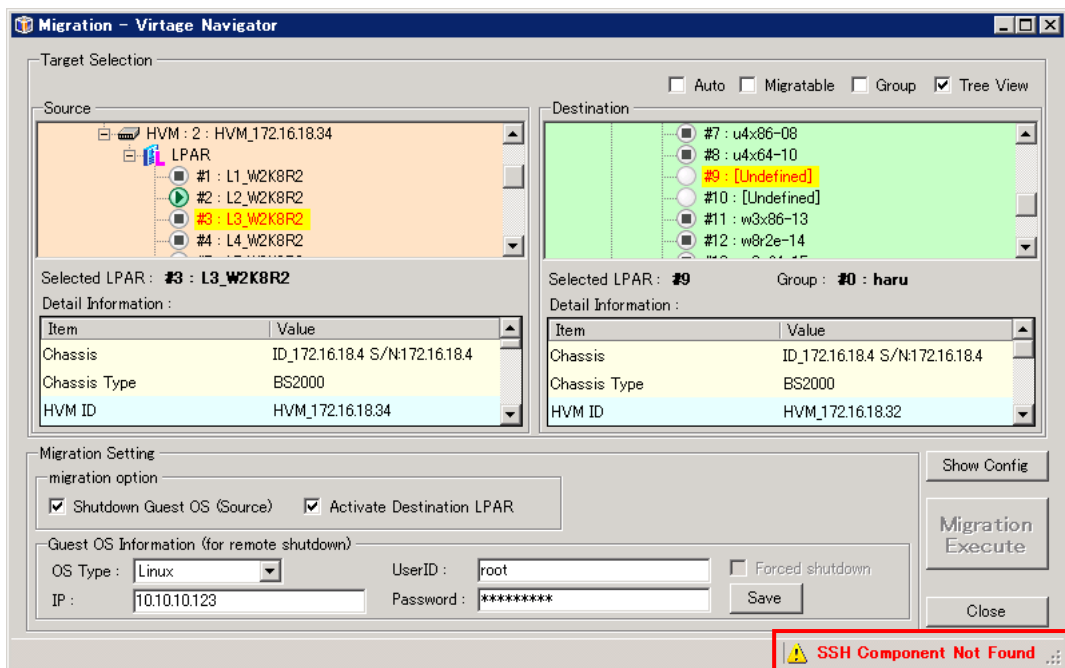 Migration - Virtage Navigator
Target Selection
Auto Migratable Group Tree View
Source
HVM : 2 : HVM_172.16.18.34
LPAR
#1 : L1_W2K8R2
#2 : L2_W2K8R2
#3 : L3_W2K8R2
#4 : L4_W2K8R2
Selected LPAR : #3 : L3_W2K8R2
Detail Information :
Item Value
Chassis ID_172.16.18.4 S/N:172.16.18.4
Chassis Type BS2000
HVM ID HVM_172.16.18.34
Destination
#7 : u4x86-08
#8 : u4x64-10
#9 : [Undefined]
#10 : [Undefined]
#11 : w3x86-13
#12 : w8r2e-14
Selected LPAR : #9 Group : #0 : haru
Detail Information :
Item Value
Chassis ID_172.16.18.4 S/N:172.16.18.4
Chassis Type BS2000
HVM ID HVM_172.16.18.32
Migration Setting
migration option
Shutdown Guest OS (Source) Activate Destination LPAR
Guest OS Information (for remote shutdown)
OS Type : Linux UserID : root Forced shutdown
IP : 10.10.10.123 Password : ********* Save
Show Config
Migration
Execute
Close
SSH Component Not Found